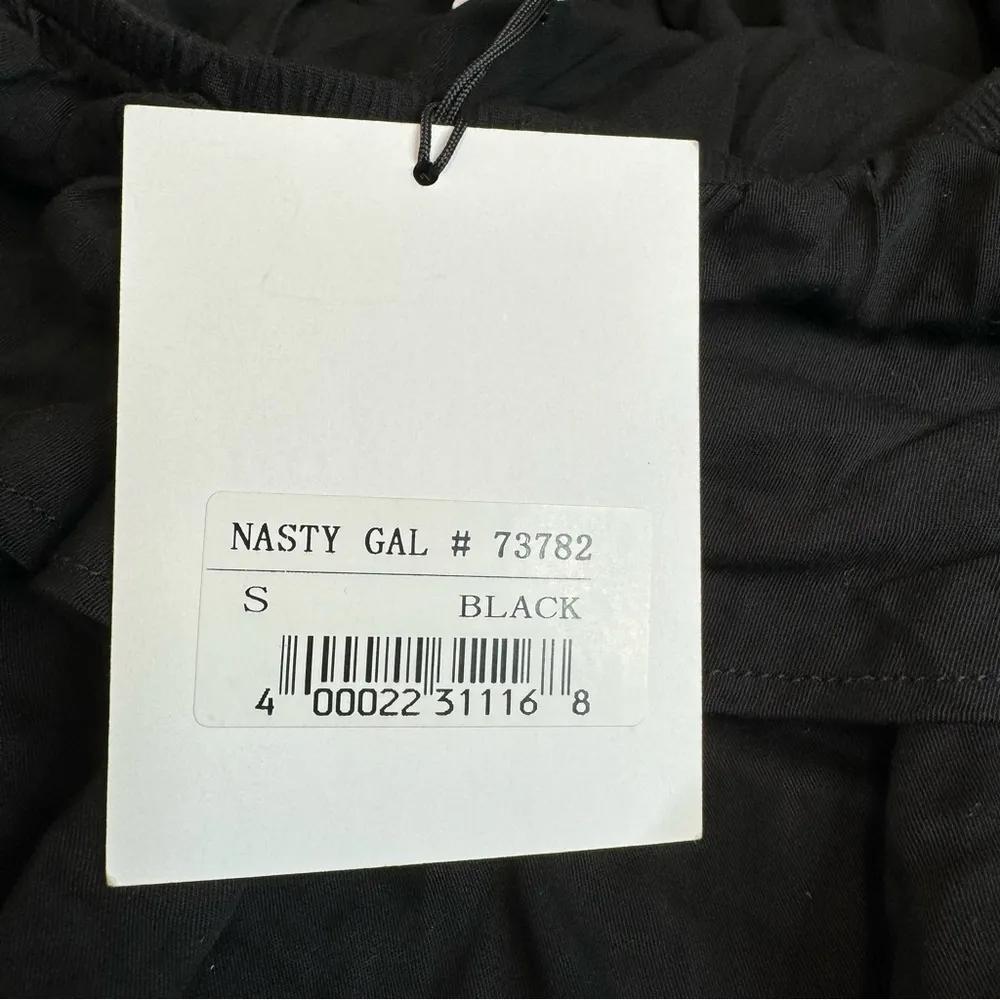 NASTY GAL # 73782
S BLACK
4 00022 31116 8